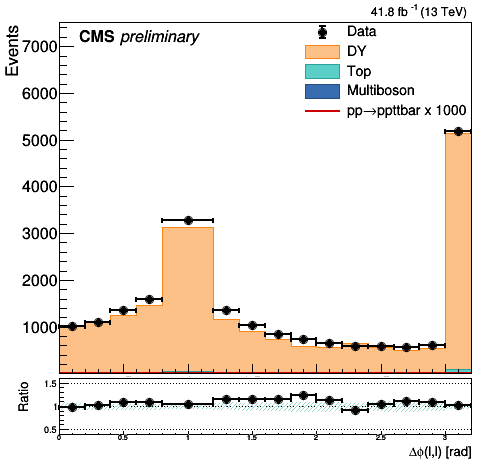 41.8 fb⁻¹ (13 TeV)
CMS preliminary
Data
DY
Top
Multiboson
pp→ppttbar x 1000
Events
7000
6000
5000
4000
3000
2000
1000
Ratio
1.5
1
0.5
0 0.5 1 1.5 2 2.5 3
Δϕ(l,l) [rad]